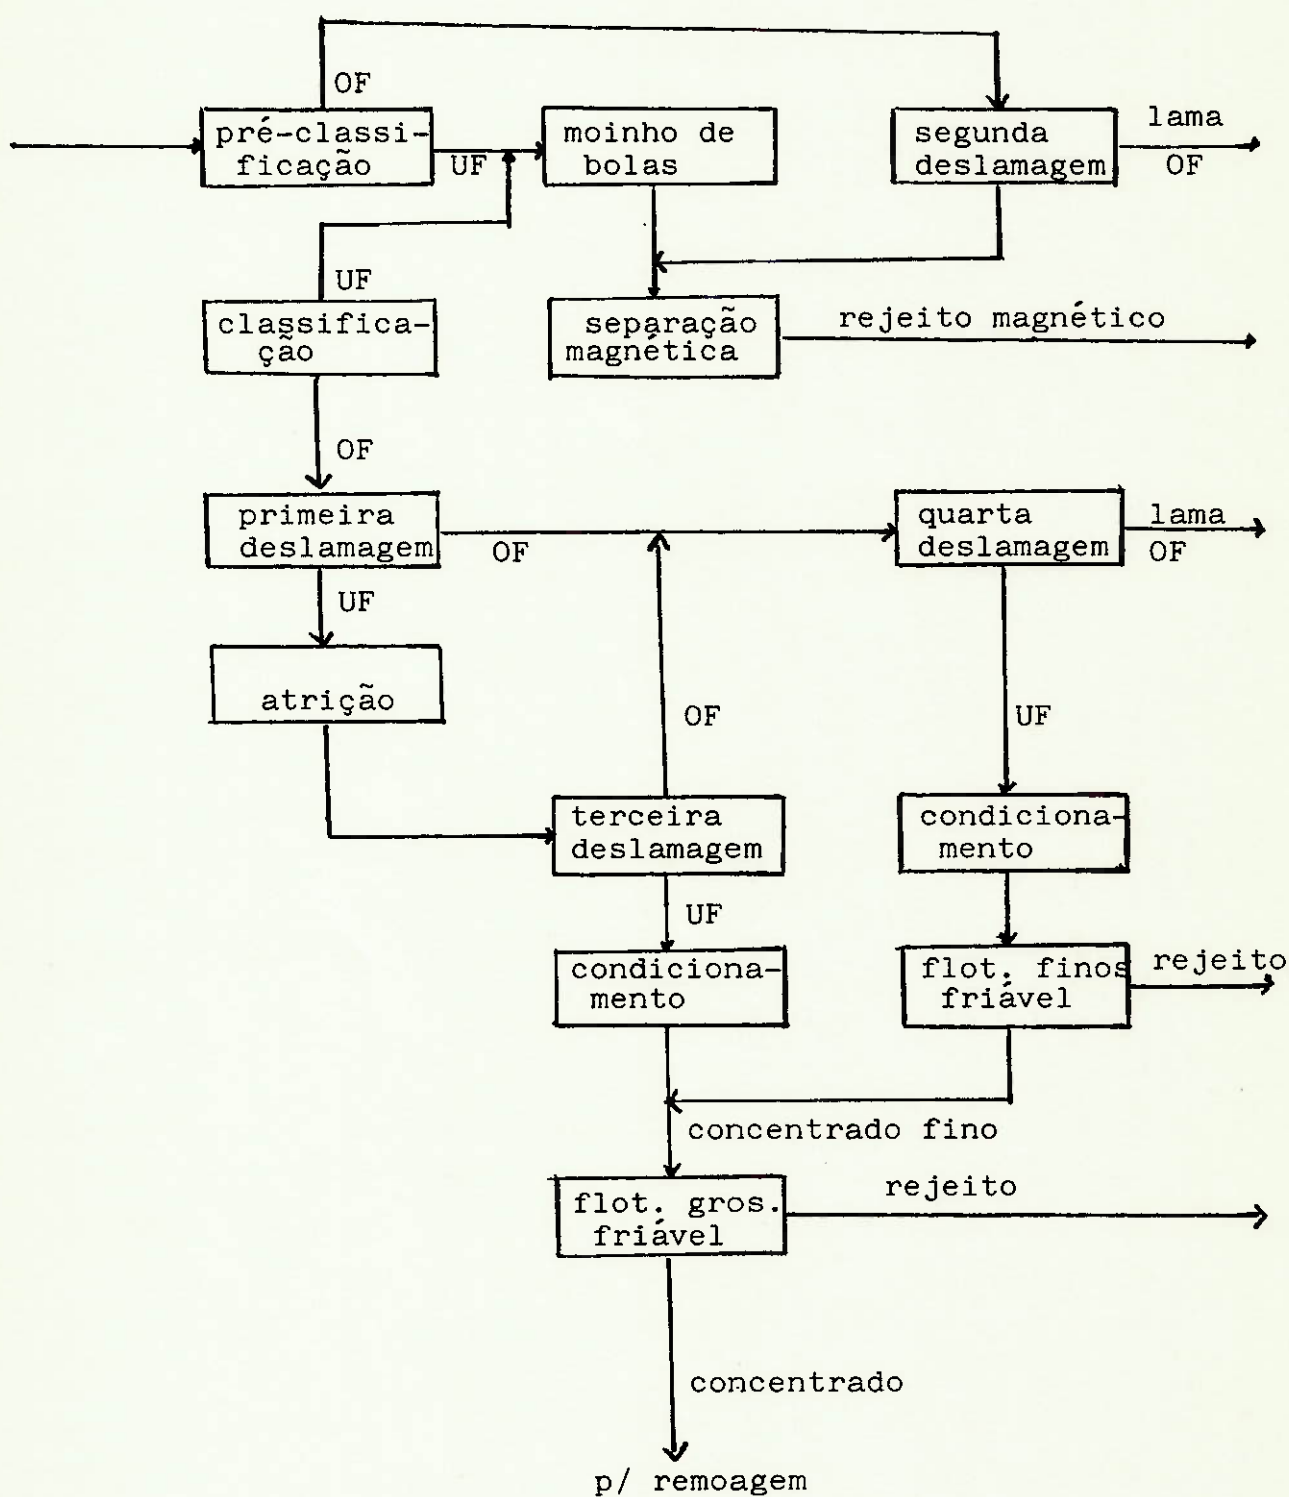 OF
pré-classi-
ficação
UF
moinho de
bolas
segunda
deslamagem
lama
OF
UF
classifica-
ção
separação
magnética
rejeito magnético
OF
primeira
deslamagem
OF
quarta
deslamagem
lama
OF
UF
atrição
OF
UF
terceira
deslamagem
condiciona-
mento
UF
condiciona-
mento
flot. finos
friável
rejeito
concentrado fino
flot. gros.
friável
rejeito
concentrado
p/ remoagem